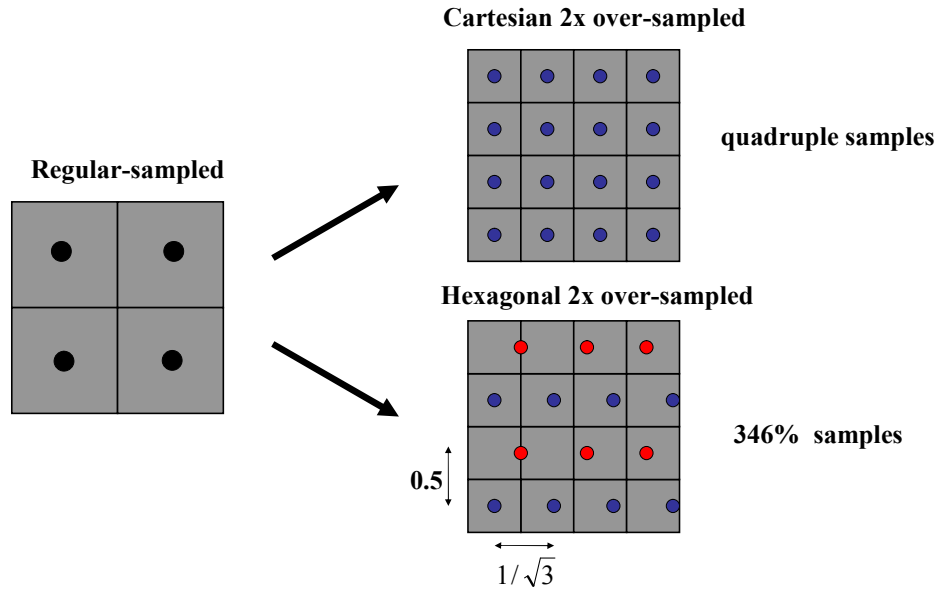 Cartesian 2x over-sampled
quadruple samples
Regular-sampled
Hexagonal 2x over-sampled
346% samples
0.5
1/√3